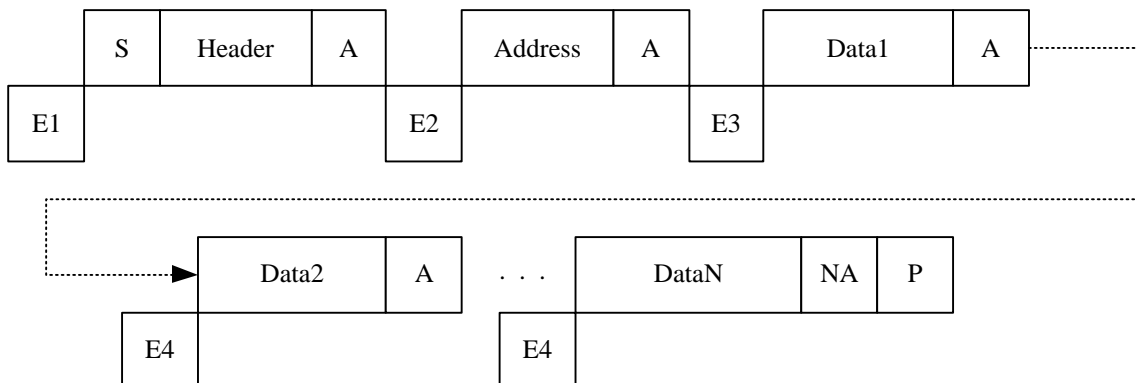 S Header A Address A Data1 A
E1 E2 E3
Data2 A . . . DataN NA P
E4 E4